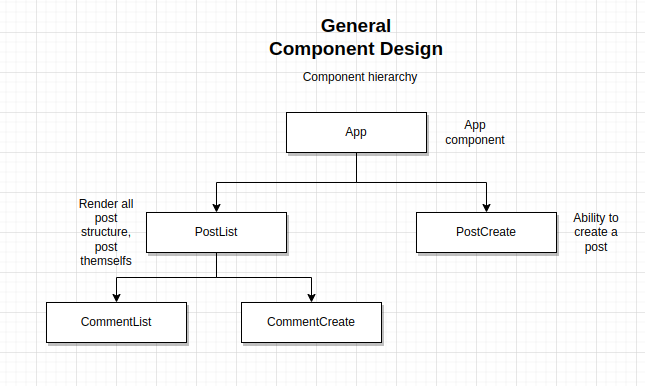 General
Component Design
Component hierarchy
App
App
component
Render all
post
structure,
post
themselfs
PostList
PostCreate
Ability to
create a
post
CommentList
CommentCreate